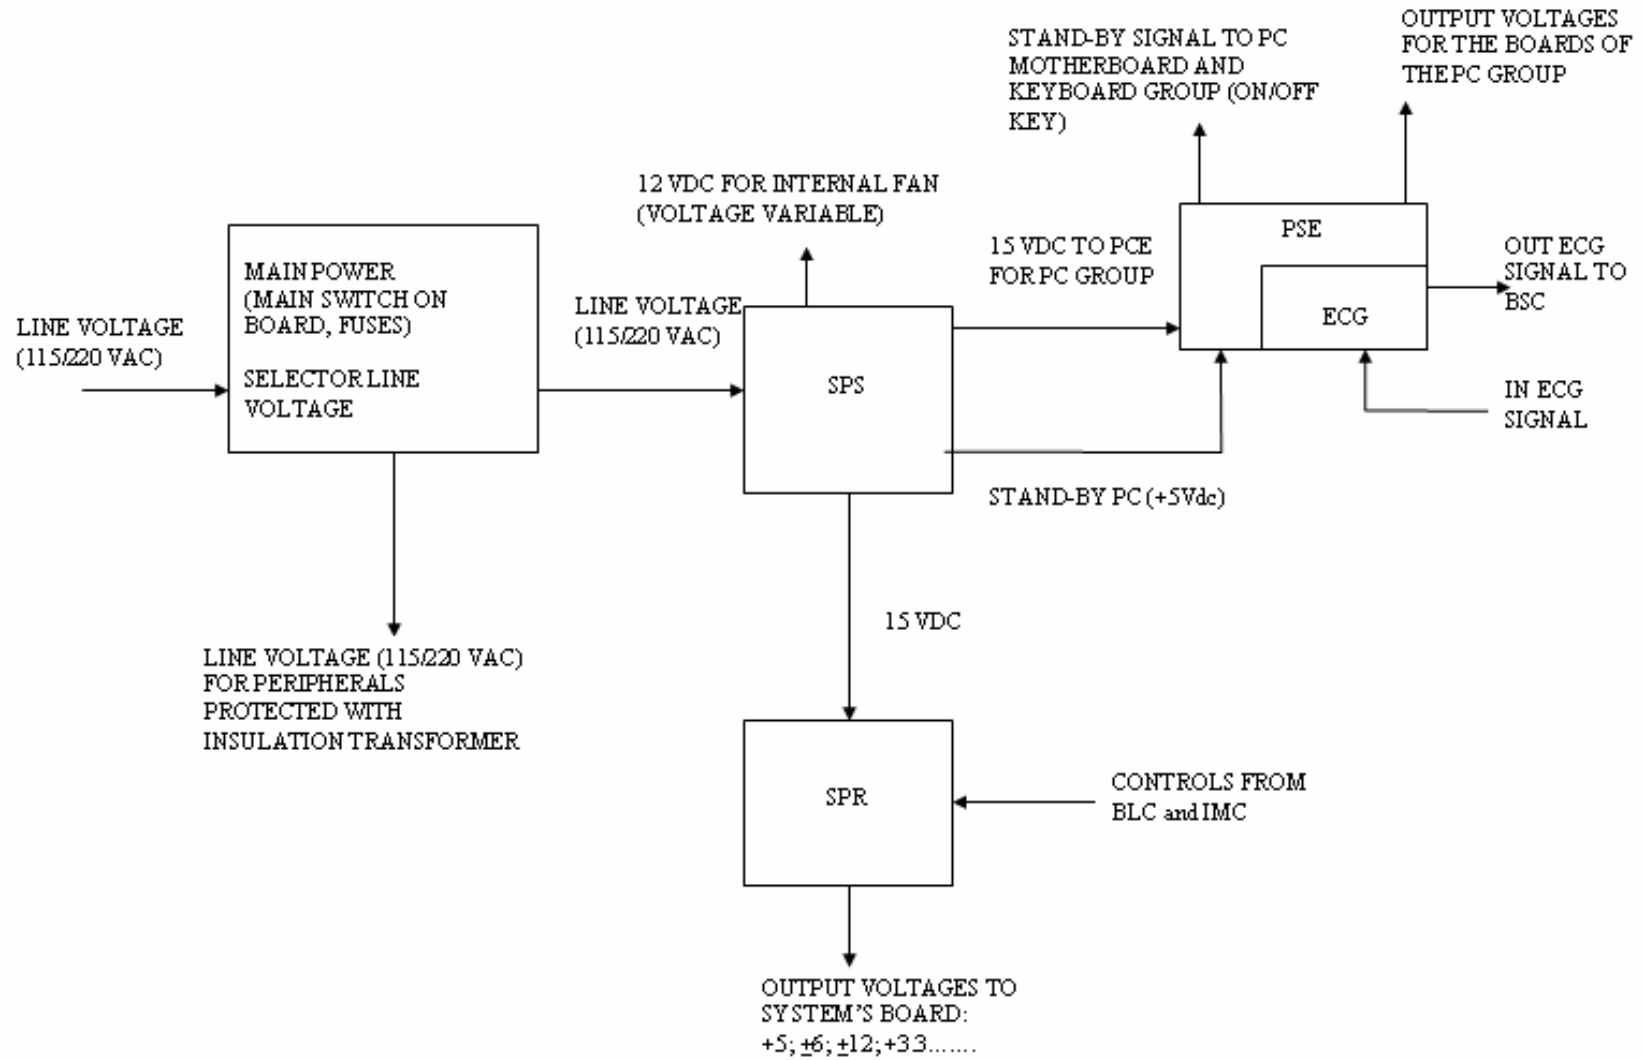 OUTPUT VOLTAGES
FOR THE BOARDS OF
THE PC GROUP
STAND-BY SIGNAL TO PC
MOTHERBOARD AND
KEYBOARD GROUP (ON/OFF
KEY)
12 VDC FOR INTERNAL FAN
(VOLTAGE VARIABLE)
PSE
ECG
15 VDC TO PCE
FOR PC GROUP
OUT ECG
SIGNAL TO
BSC
MAIN POWER
(MAIN SWITCH ON
BOARD, FUSES)
SELECTOR LINE
VOLTAGE
LINE VOLTAGE
(115/220 VAC)
LINE VOLTAGE
(115/220 VAC)
SPS
IN ECG
SIGNAL
STAND-BY PC (+5Vdc)
15 VDC
LINE VOLTAGE (115/220 VAC)
FOR PERIPHERALS
PROTECTED WITH
INSULATION TRANSFORMER
SPR
CONTROLS FROM
BLC and IMC
OUTPUT VOLTAGES TO
SYSTEM'S BOARD:
+5; ±6; ±12; +3.3.......